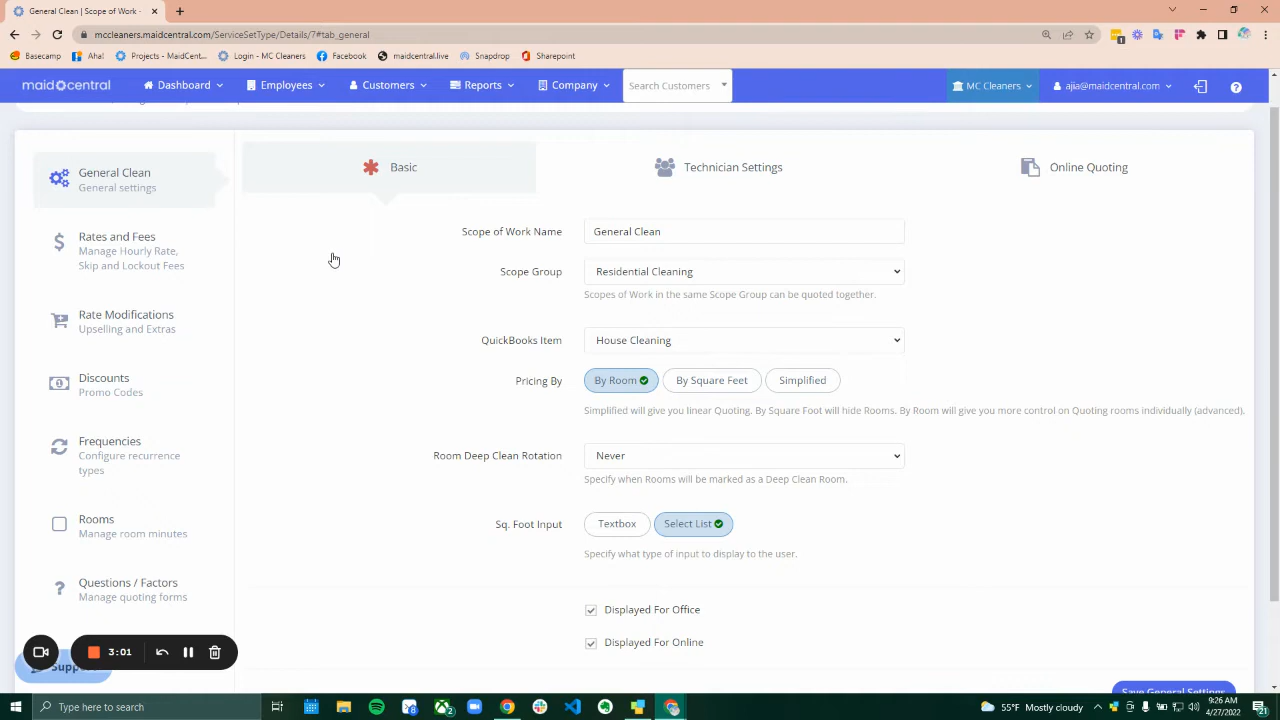 General Clean | Scope of Work -
mccleaners.maidcentral.com/ServiceSetType/Details/7#tab_general
Basecamp
Aha!
Projects - MaidCent...
Login - MC Cleaners
Facebook
maidcentral.live
Snapdrop
Sharepoint
maid central
Dashboard
Employees
Customers
Reports
Company
Search Customers
MC Cleaners
ajia@maidcentral.com
General Clean
General settings
Rates and Fees
Manage Hourly Rate,
Skip and Lockout Fees
Rate Modifications
Upselling and Extras
Discounts
Promo Codes
Frequencies
Configure recurrence
types
Rooms
Manage room minutes
Questions / Factors
Manage quoting forms
Basic
Technician Settings
Online Quoting
Scope of Work Name
General Clean
Scope Group
Residential Cleaning
Scopes of Work in the same Scope Group can be quoted together.
QuickBooks Item
House Cleaning
Pricing By
By Room
By Square Feet
Simplified
Simplified will give you linear Quoting. By Square Foot will hide Rooms. By Room will give you more control on Quoting rooms individually (advanced).
Room Deep Clean Rotation
Never
Specify when Rooms will be marked as a Deep Clean Room.
Sq. Foot Input
Textbox
Select List
Specify what type of input to display to the user.
Displayed For Office
Displayed For Online
Save General Settings
3:01
Support
Type here to search
55°F Mostly cloudy
9:26 AM
4/27/2022
21